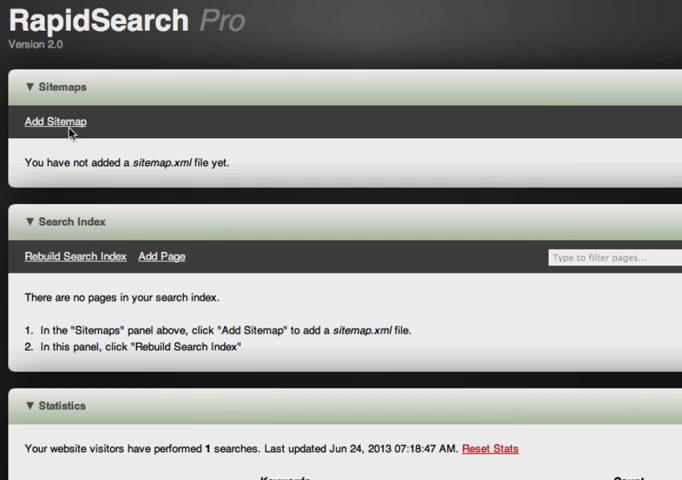 RapidSearch Pro
Version 2.0
▼ Sitemaps
Add Sitemap
You have not added a sitemap.xml file yet.
▼ Search Index
Rebuild Search Index Add Page Type to filter pages...
There are no pages in your search index.
1. In the "Sitemaps" panel above, click "Add Sitemap" to add a sitemap.xml file.
2. In this panel, click "Rebuild Search Index"
▼ Statistics
Your website visitors have performed 1 searches. Last updated Jun 24, 2013 07:18:47 AM. Reset Stats
Keywords Count